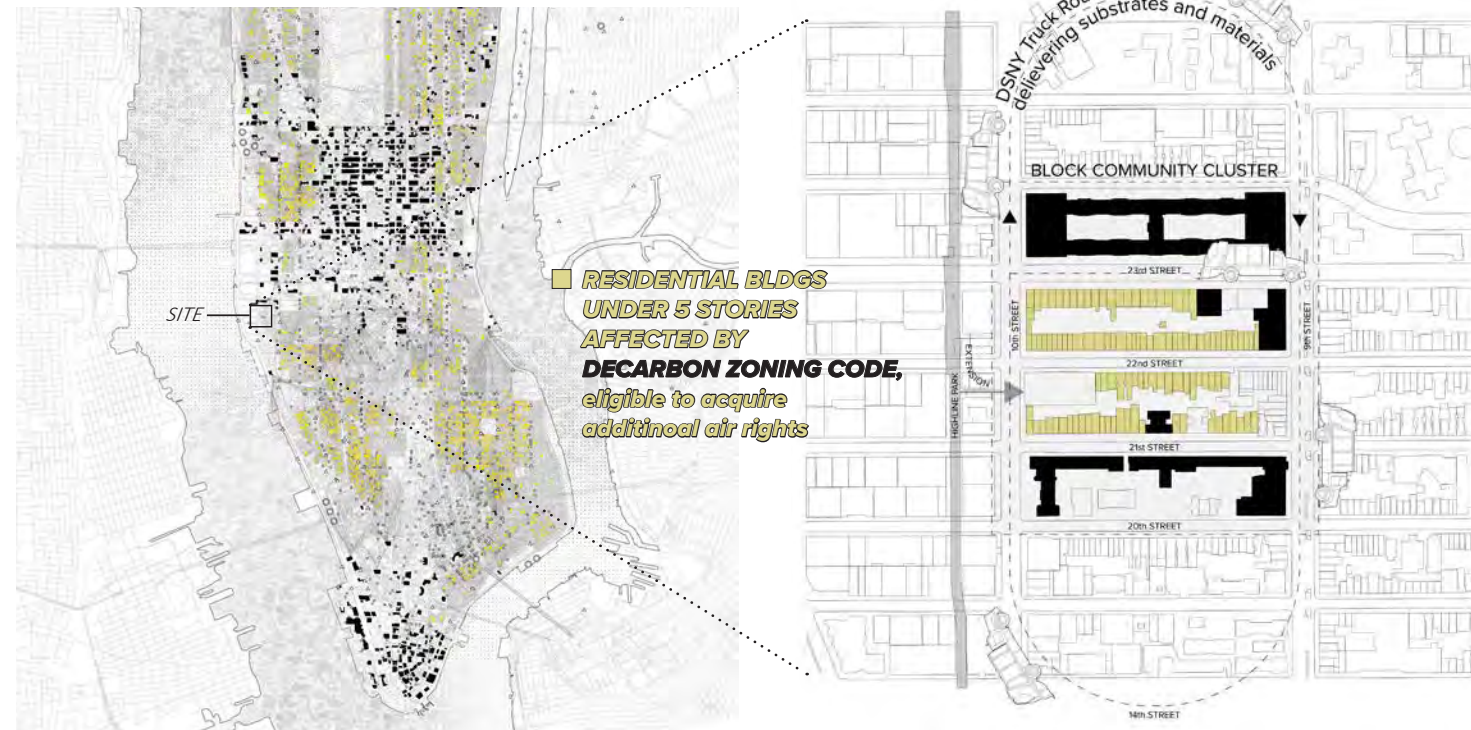 SITE
RESIDENTIAL BLDGS
UNDER 5 STORIES
AFFECTED BY
DECARBON ZONING CODE,
eligible to acquire
additinoal air rights
DSNY Truck
delievering substrates and materials
BLOCK COMMUNITY CLUSTER
23rd STREET
10th STREET
9th STREET
22nd STREET
EXTENSION
HIGHLINE PARK
21st STREET
20th STREET
14th STREET